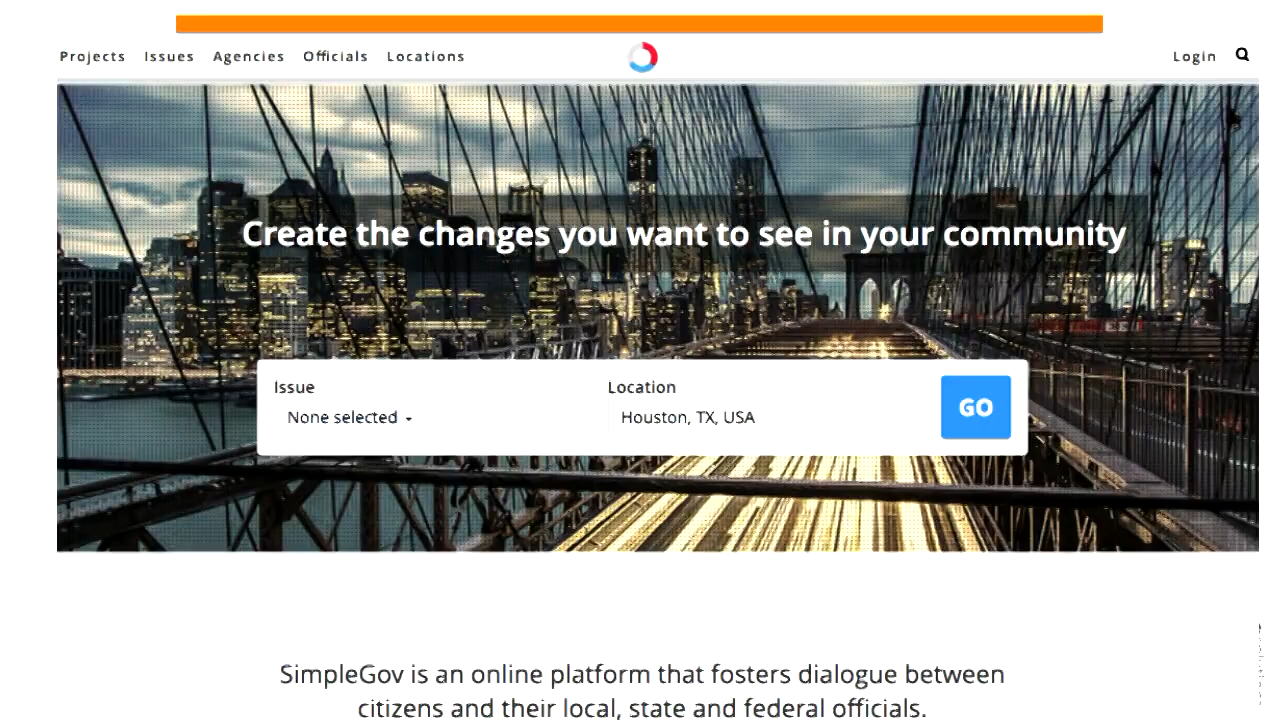 Projects Issues Agencies Officials Locations Login
Create the changes you want to see in your community
Issue Location
None selected Houston, TX, USA
GO
SimpleGov is an online platform that fosters dialogue between
citizens and their local, state and federal officials.